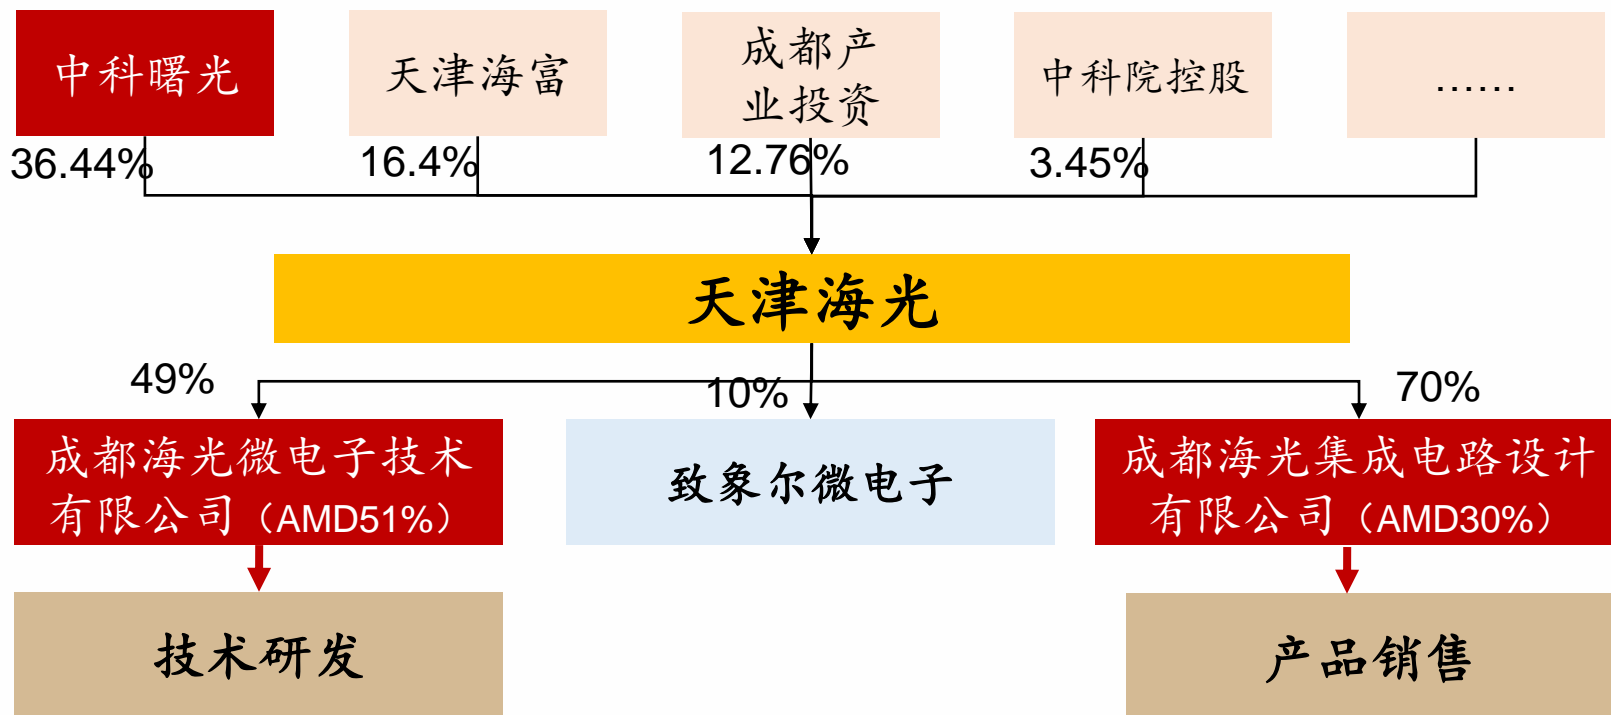 中科曙光
天津海富
成都产
业投资
中科院控股
......
36.44%
16.4%
12.76%
3.45%
天津海光
49%
10%
70%
成都海光微电子技术
有限公司（AMD51%）
致象尔微电子
成都海光集成电路设计
有限公司（AMD30%）
技术研发
产品销售